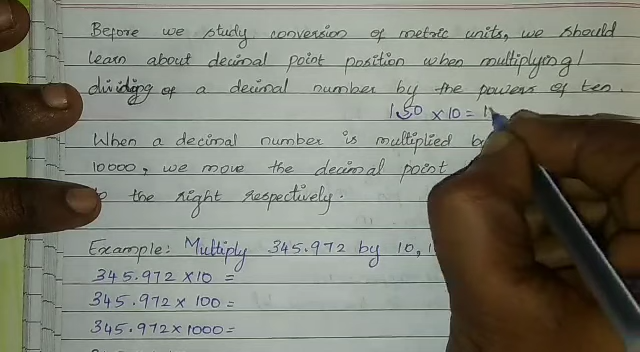 Before we study conversion of metric units, we should
learn about decimal point position when multiplying/
dividing of a decimal number by the powers of ten.
× 10 = 1
When a decimal number is multiplied by
10000, we move the decimal point
to the right respectively.
Example: Multiply 345.972 by 10, 1
345.972 × 10 =
345.972 × 100 =
345.972 × 1000 =